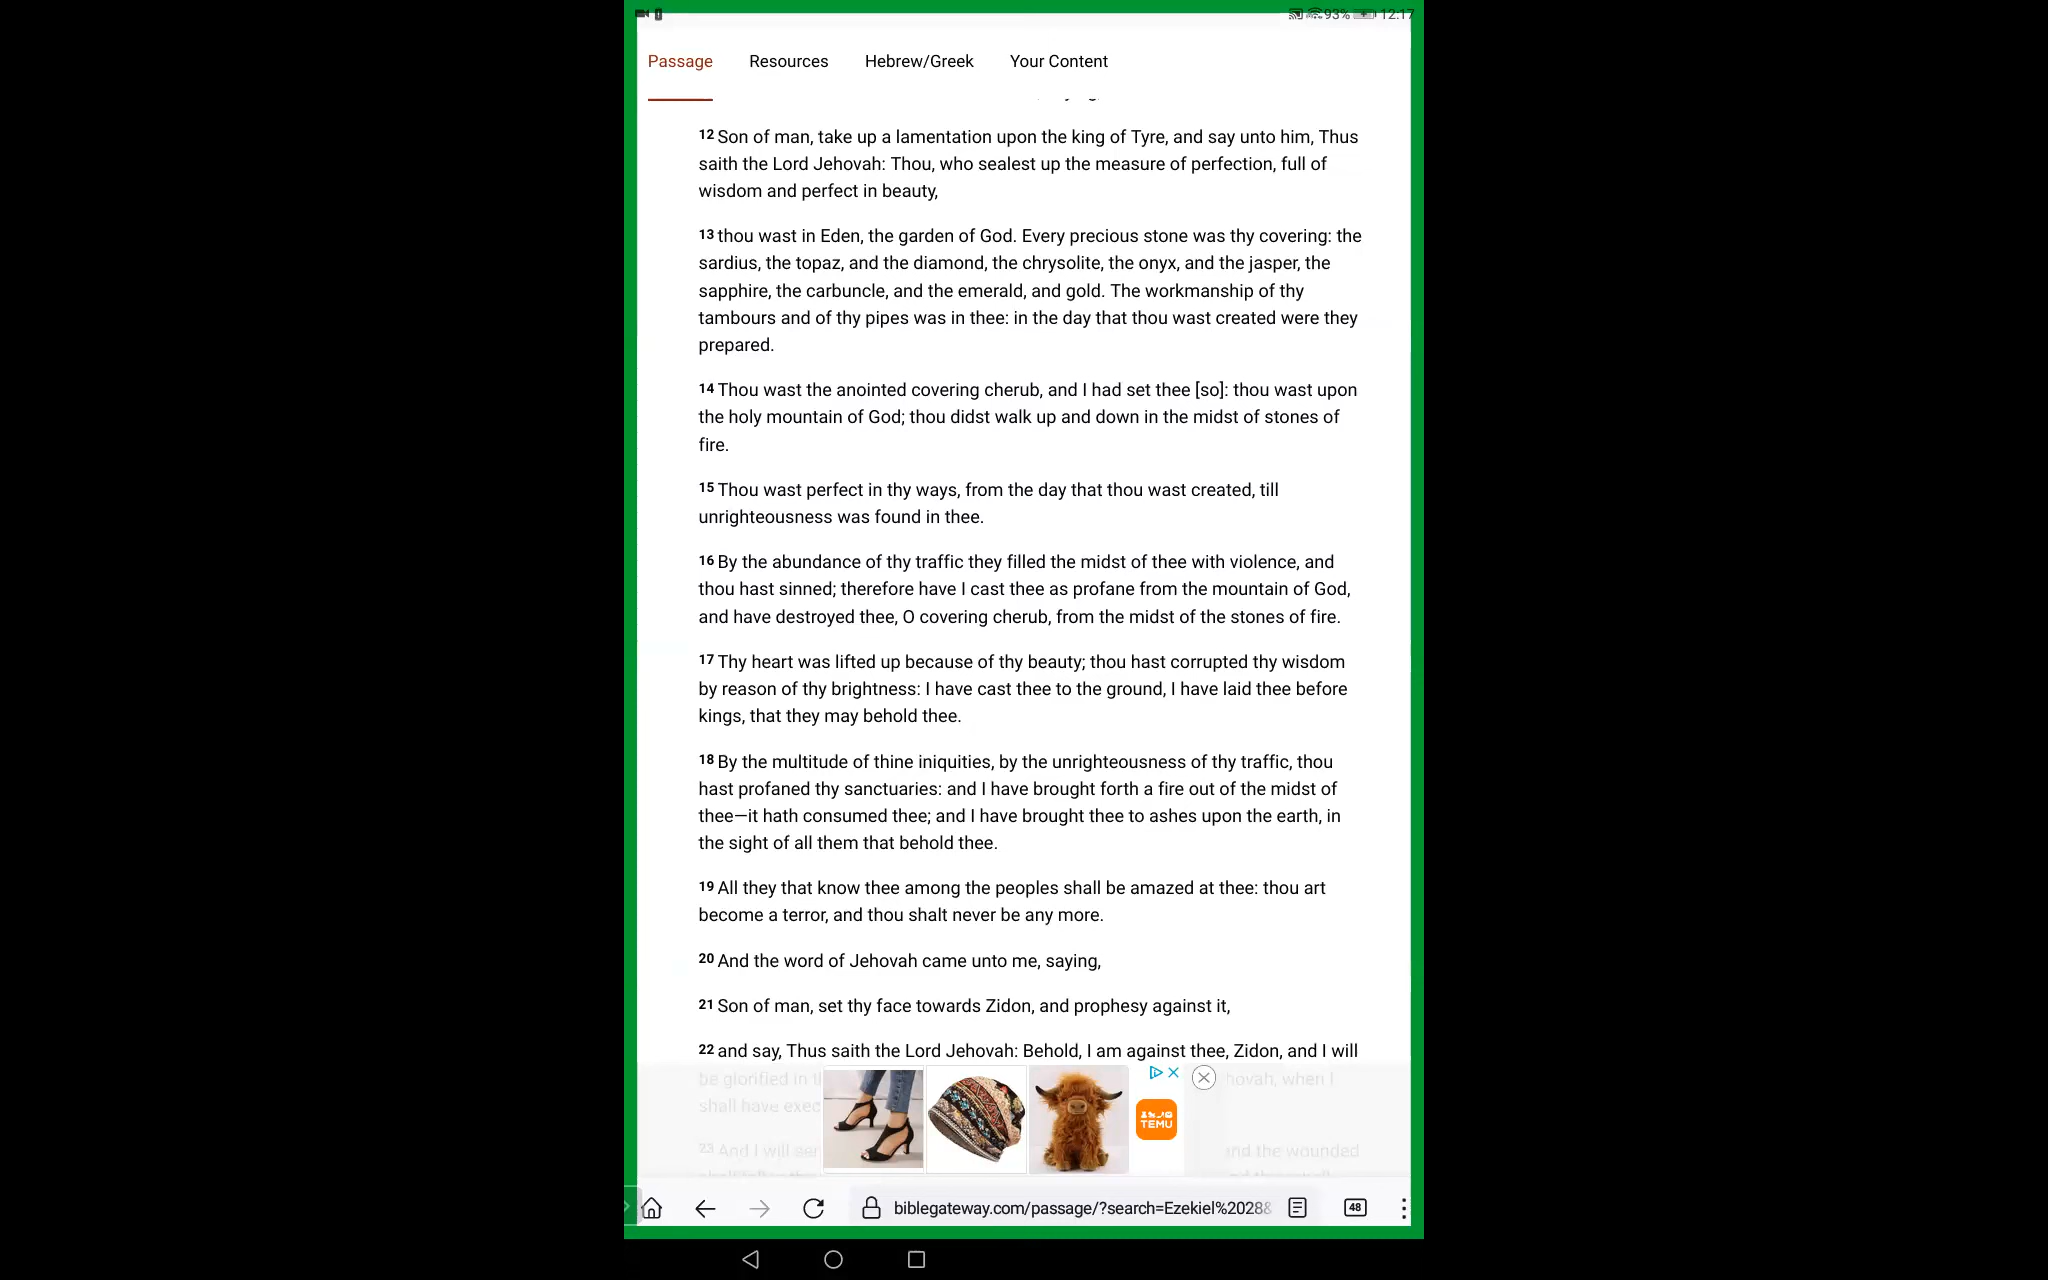 93% 12:17
Passage Resources Hebrew/Greek Your Content
12 Son of man, take up a lamentation upon the king of Tyre, and say unto him, Thus
saith the Lord Jehovah: Thou, who sealest up the measure of perfection, full of
wisdom and perfect in beauty,
13 thou wast in Eden, the garden of God. Every precious stone was thy covering: the
sardius, the topaz, and the diamond, the chrysolite, the onyx, and the jasper, the
sapphire, the carbuncle, and the emerald, and gold. The workmanship of thy
tambours and of thy pipes was in thee: in the day that thou wast created were they
prepared.
14 Thou wast the anointed covering cherub, and I had set thee [so]: thou wast upon
the holy mountain of God; thou didst walk up and down in the midst of stones of
fire.
15 Thou wast perfect in thy ways, from the day that thou wast created, till
unrighteousness was found in thee.
16 By the abundance of thy traffic they filled the midst of thee with violence, and
thou hast sinned; therefore have I cast thee as profane from the mountain of God,
and have destroyed thee, O covering cherub, from the midst of the stones of fire.
17 Thy heart was lifted up because of thy beauty; thou hast corrupted thy wisdom
by reason of thy brightness: I have cast thee to the ground, I have laid thee before
kings, that they may behold thee.
18 By the multitude of thine iniquities, by the unrighteousness of thy traffic, thou
hast profaned thy sanctuaries: and I have brought forth a fire out of the midst of
thee—it hath consumed thee; and I have brought thee to ashes upon the earth, in
the sight of all them that behold thee.
19 All they that know thee among the peoples shall be amazed at thee: thou art
become a terror, and thou shalt never be any more.
20 And the word of Jehovah came unto me, saying,
21 Son of man, set thy face towards Zidon, and prophesy against it,
22 and say, Thus saith the Lord Jehovah: Behold, I am against thee, Zidon, and I will
be glorified in hovah, when I
shall have exec
23 And I will and the wounded
TEMU
biblegateway.com/passage/?search=Ezekiel%2028& 48